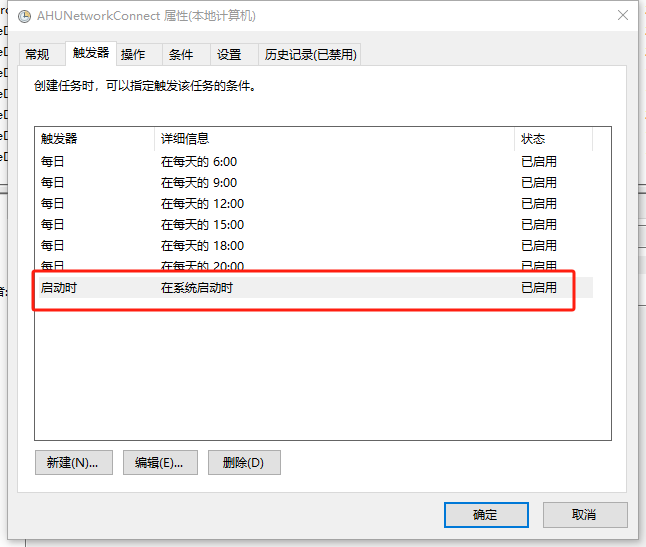 AHUNetworkConnect 属性(本地计算机)
常规 触发器 操作 条件 设置 历史记录(已禁用)
创建任务时，可以指定触发该任务的条件。
触发器 详细信息 状态
每日 在每天的 6:00 已启用
每日 在每天的 9:00 已启用
每日 在每天的 12:00 已启用
每日 在每天的 15:00 已启用
每日 在每天的 18:00 已启用
每日 在每天的 20:00 已启用
启动时 在系统启动时 已启用
新建(N)... 编辑(E)... 删除(D)
确定 取消